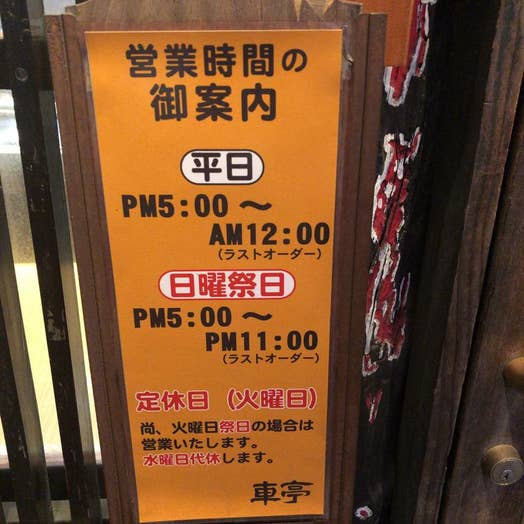 営業時間の
御案内
平日
PM5:00 〜
AM12:00
(ラストオーダー)
日曜祭日
PM5:00 〜
PM11:00
(ラストオーダー)
定休日 (火曜日)
尚、火曜日祭日の場合は
営業いたします。
水曜日代休します。
車亭